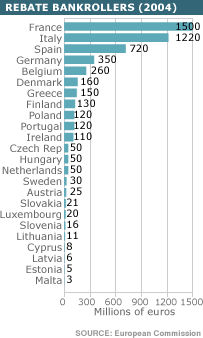 REBATE BANKROLLERS (2004)
France 1500
Italy 1220
Spain 720
Germany 350
Belgium 260
Denmark 160
Greece 150
Finland 130
Poland 120
Portugal 120
Ireland 110
Czech Rep 50
Hungary 50
Netherlands 50
Sweden 30
Austria 25
Slovakia 21
Luxembourg 20
Slovenia 16
Lithuania 11
Cyprus 8
Latvia 6
Estonia 5
Malta 3
0 300 600 900 1200 1500
Millions of euros
SOURCE: European Commission